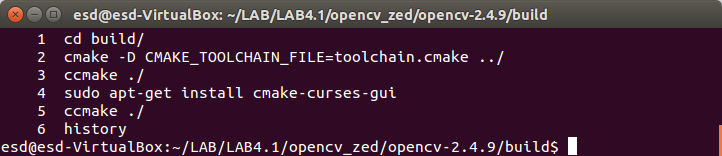 esd@esd-VirtualBox: ~/LAB/LAB4.1/opencv_zed/opencv-2.4.9/build
1 cd build/
2 cmake -D CMAKE_TOOLCHAIN_FILE=toolchain.cmake ../
3 ccmake ./
4 sudo apt-get install cmake-curses-gui
5 ccmake ./
6 history
esd@esd-VirtualBox:~/LAB/LAB4.1/opencv_zed/opencv-2.4.9/build$